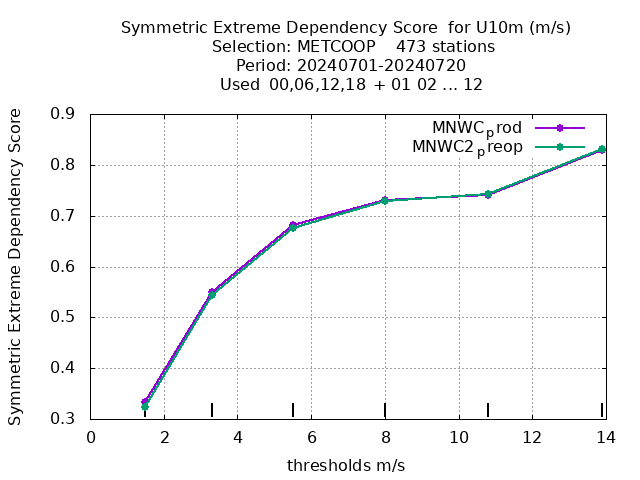 Symmetric Extreme Dependency Score  for U10m (m/s)
Selection: METCOOP    473 stations
Period: 20240701-20240720
Used  00,06,12,18  + 01 02 ... 12
Symmetric Extreme Dependency Score
0.9
0.8
0.7
0.6
0.5
0.4
0.3
MNWCprod
MNWC2preop
0 2 4 6 8 10 12 14
thresholds m/s